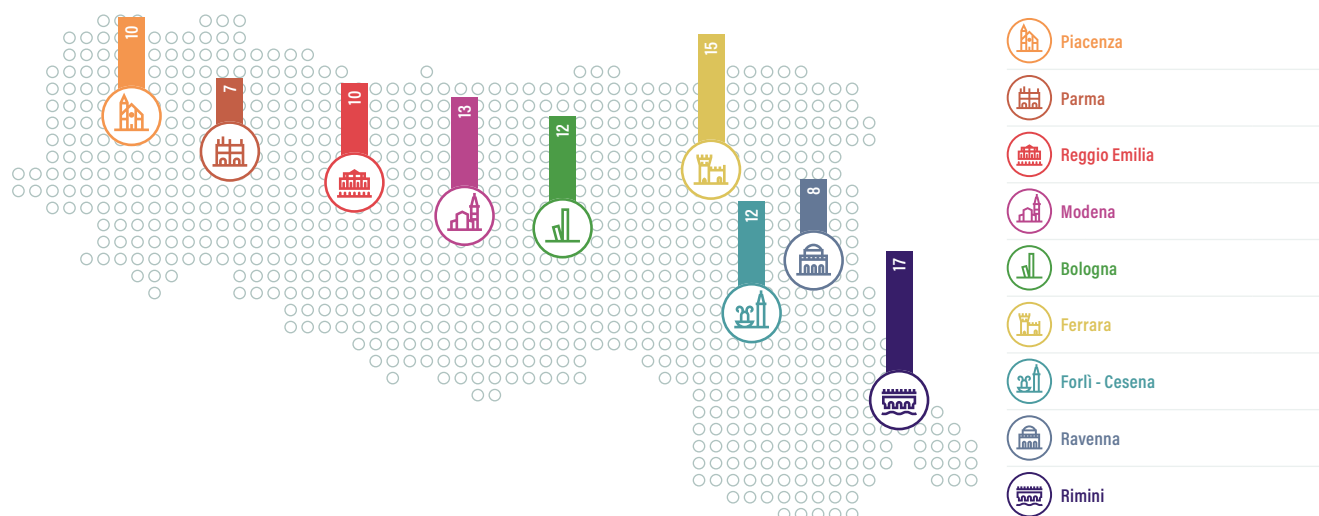 10
7
10
13
12
15
12
8
17
Piacenza
Parma
Reggio Emilia
Modena
Bologna
Ferrara
Forlì - Cesena
Ravenna
Rimini